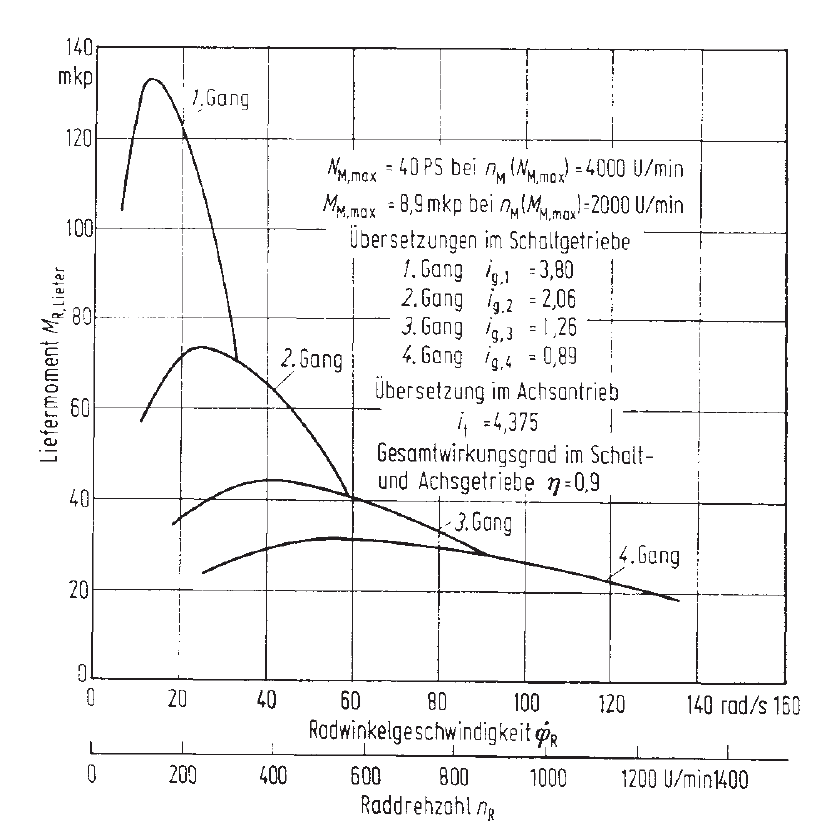 140
mkp
120
100
80
60
40
20
0
Liefermoment M_R,Liefer
1.Gang
N_M,max = 40 PS bei n_M (N_M,max) = 4000 U/min
M_M,max = 8,9 mkp bei n_M (M_M,max) = 2000 U/min
Übersetzungen im Schaltgetriebe
1. Gang i_g,1 = 3,80
2. Gang i_g,2 = 2,06
3. Gang i_g,3 = 1,26
4. Gang i_g,4 = 0,89
Übersetzung im Achsantrieb
i_t = 4,375
Gesamtwirkungsgrad im Schalt-
und Achsgetriebe η = 0,9
2. Gang
3. Gang
4. Gang
0 20 40 60 80 100 120 140 rad/s 160
Radwinkelgeschwindigkeit φ̇_R
0 200 400 600 800 1000 1200 U/min 1400
Raddrehzahl n_R